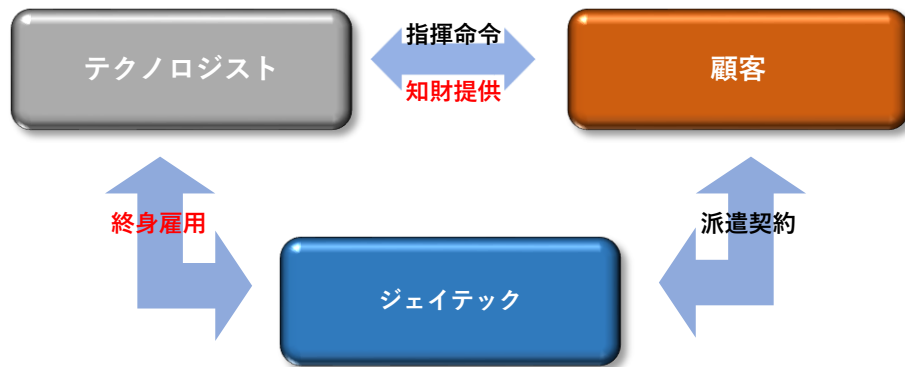 テクノロジスト
指揮命令
知財提供
顧客
終身雇用
派遣契約
ジェイテック